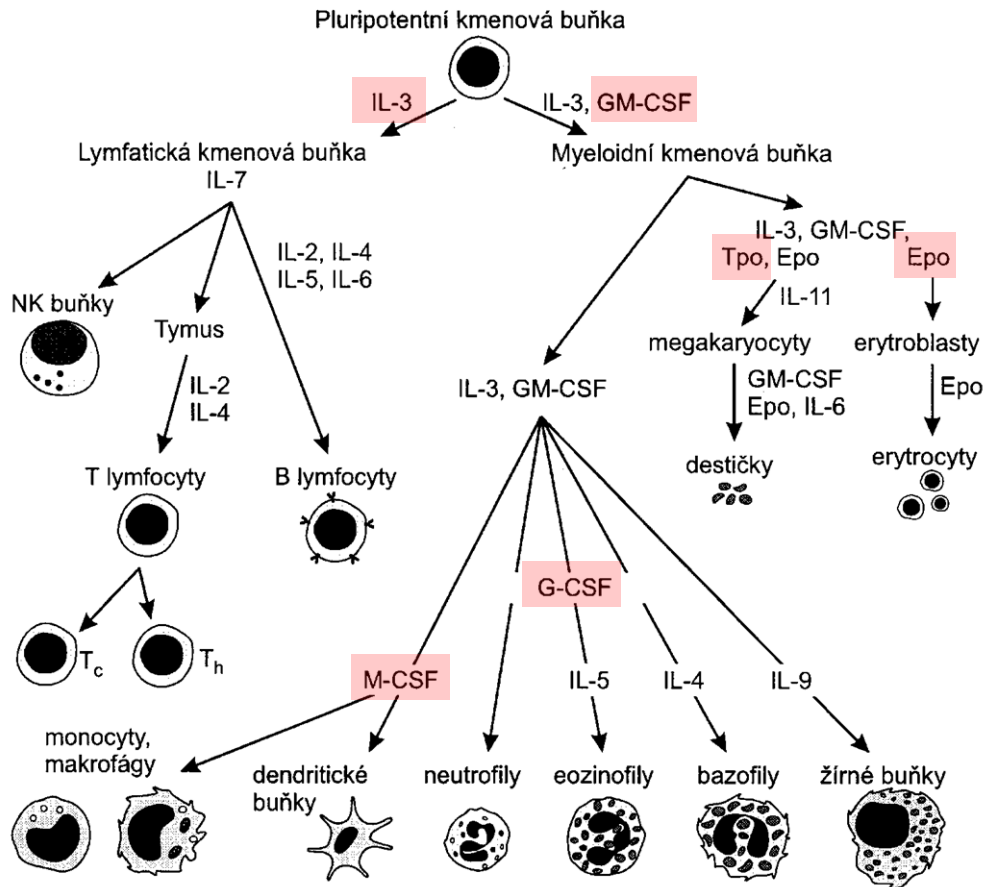 Pluripotentní kmenová buňka
IL-3
IL-3, GM-CSF
Lymfatická kmenová buňka
IL-7
Myeloidní kmenová buňka
IL-2, IL-4
IL-5, IL-6
IL-3, GM-CSF,
Tpo, Epo
Epo
NK buňky
Tymus
IL-11
megakaryocyty
erytroblasty
IL-2
IL-4
IL-3, GM-CSF
GM-CSF
Epo, IL-6
Epo
T lymfocyty
B lymfocyty
destičky
erytrocyty
G-CSF
Tc
Th
M-CSF
IL-5
IL-4
IL-9
monocyty,
makrofágy
dendritické
buňky
neutrofily
eozinofily
bazofily
žírné buňky